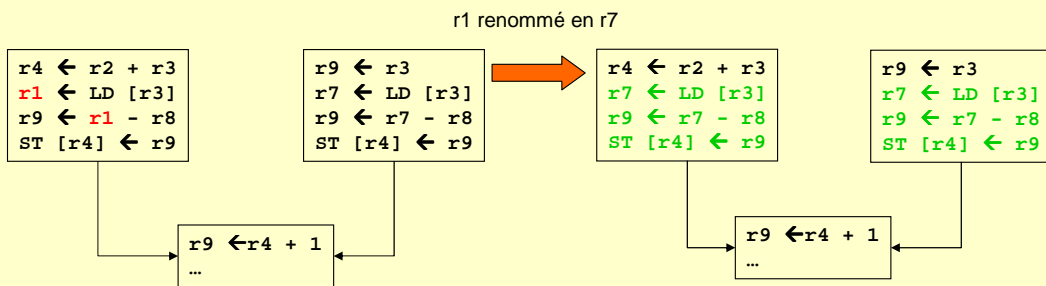 r1 renommé en r7
r4 ← r2 + r3
r1 ← LD [r3]
r9 ← r1 - r8
ST [r4] ← r9
r9 ← r3
r7 ← LD [r3]
r9 ← r7 - r8
ST [r4] ← r9
r9 ←r4 + 1
…
r4 ← r2 + r3
r7 ← LD [r3]
r9 ← r7 - r8
ST [r4] ← r9
r9 ← r3
r7 ← LD [r3]
r9 ← r7 - r8
ST [r4] ← r9
r9 ←r4 + 1
…